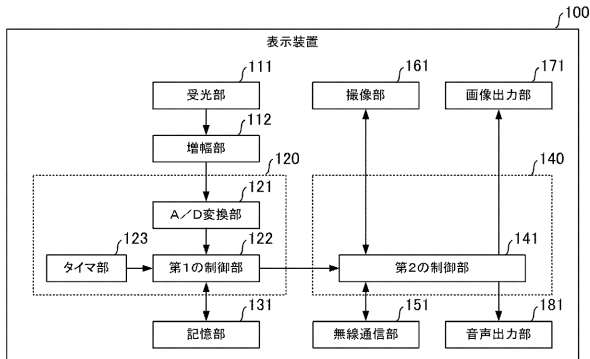 100
表示装置
111
161
171
受光部
撮像部
画像出力部
112
増幅部
120
140
121
A/D変換部
123
122
141
タイマ部
第1の制御部
第2の制御部
131
151
181
記憶部
無線通信部
音声出力部